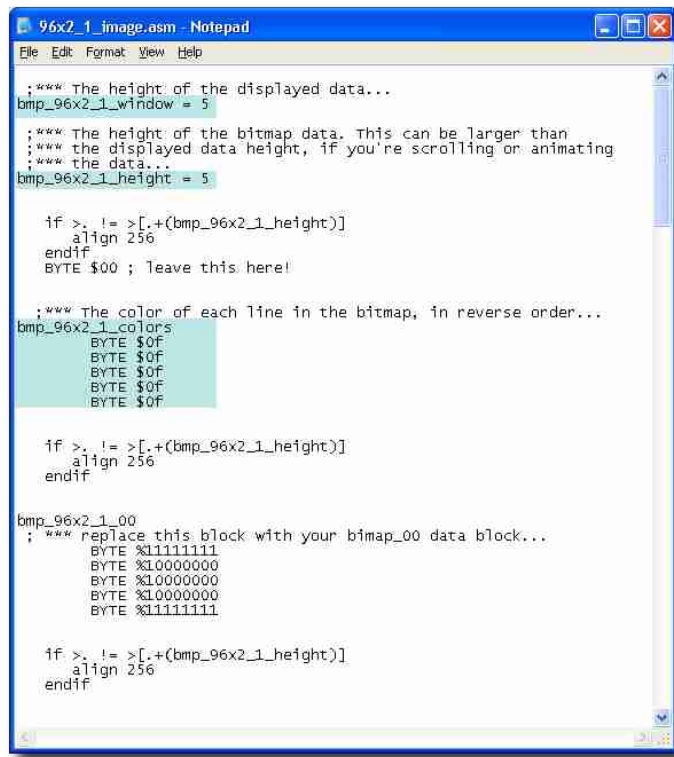 96x2_1_image.asm - Notepad
File Edit Format View Help
;*** The height of the displayed data...
bmp_96x2_1_window = 5
;*** The height of the bitmap data. This can be larger than
;*** the displayed data height, if you're scrolling or animating
;*** the data...
bmp_96x2_1_height = 5
if >. != >[.+(bmp_96x2_1_height)]
align 256
endif
BYTE $00 ; leave this here!
;*** The color of each line in the bitmap, in reverse order...
bmp_96x2_1_colors
BYTE $0f
BYTE $0f
BYTE $0f
BYTE $0f
BYTE $0f
if >. != >[.+(bmp_96x2_1_height)]
align 256
endif
bmp_96x2_1_00
; *** replace this block with your bimap_00 data block...
BYTE %11111111
BYTE %10000000
BYTE %10000000
BYTE %10000000
BYTE %11111111
if >. != >[.+(bmp_96x2_1_height)]
align 256
endif